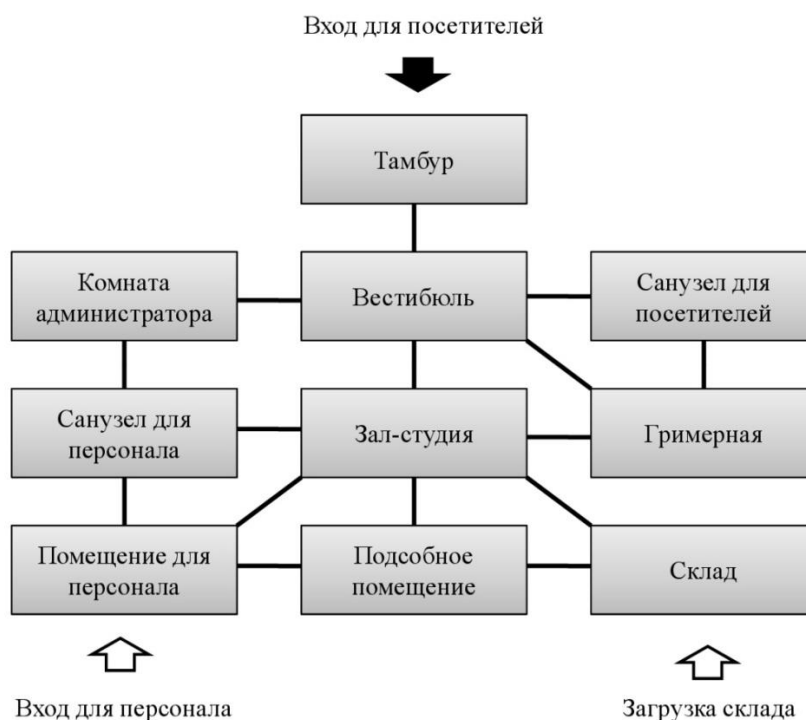 Вход для посетителей
Тамбур
Комната
администратора
Вестибюль
Санузел для
посетителей
Санузел для
персонала
Зал-студия
Гримерная
Помещение для
персонала
Подсобное
помещение
Склад
Вход для персонала
Загрузка склада